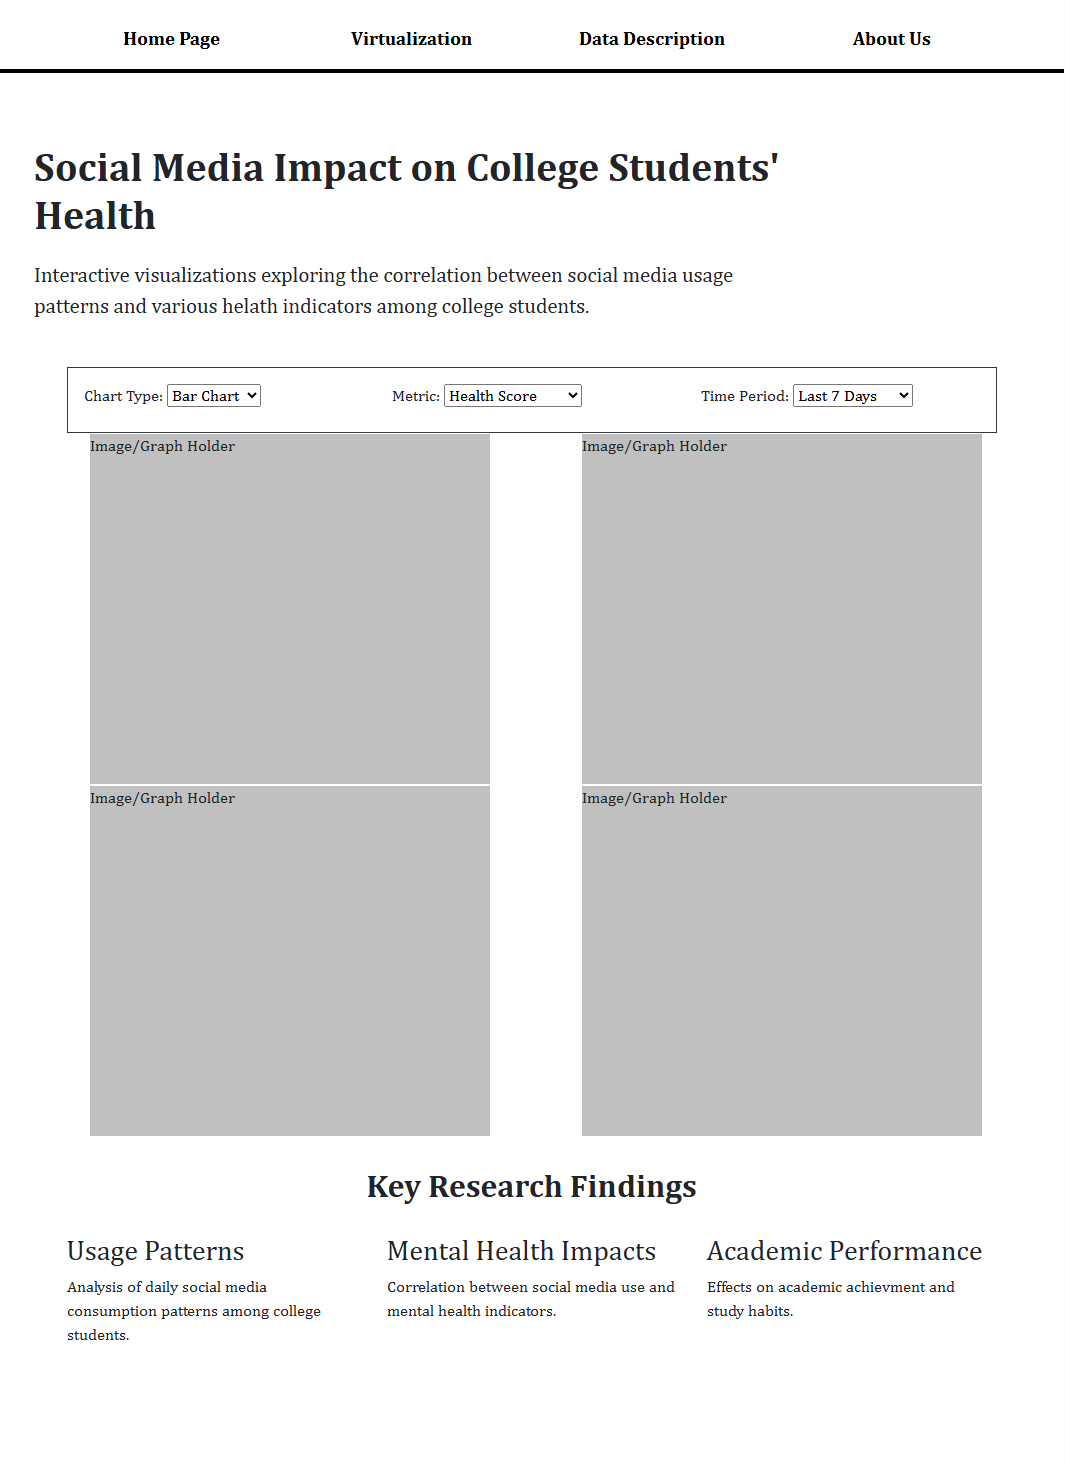 Home Page Virtualization Data Description About Us
Social Media Impact on College Students'
Health
Interactive visualizations exploring the correlation between social media usage
patterns and various helath indicators among college students.
Chart Type: Bar Chart Metric: Health Score Time Period: Last 7 Days
Image/Graph Holder Image/Graph Holder
Image/Graph Holder Image/Graph Holder
Key Research Findings
Usage Patterns
Analysis of daily social media
consumption patterns among college
students.
Mental Health Impacts
Correlation between social media use and
mental health indicators.
Academic Performance
Effects on academic achievment and
study habits.